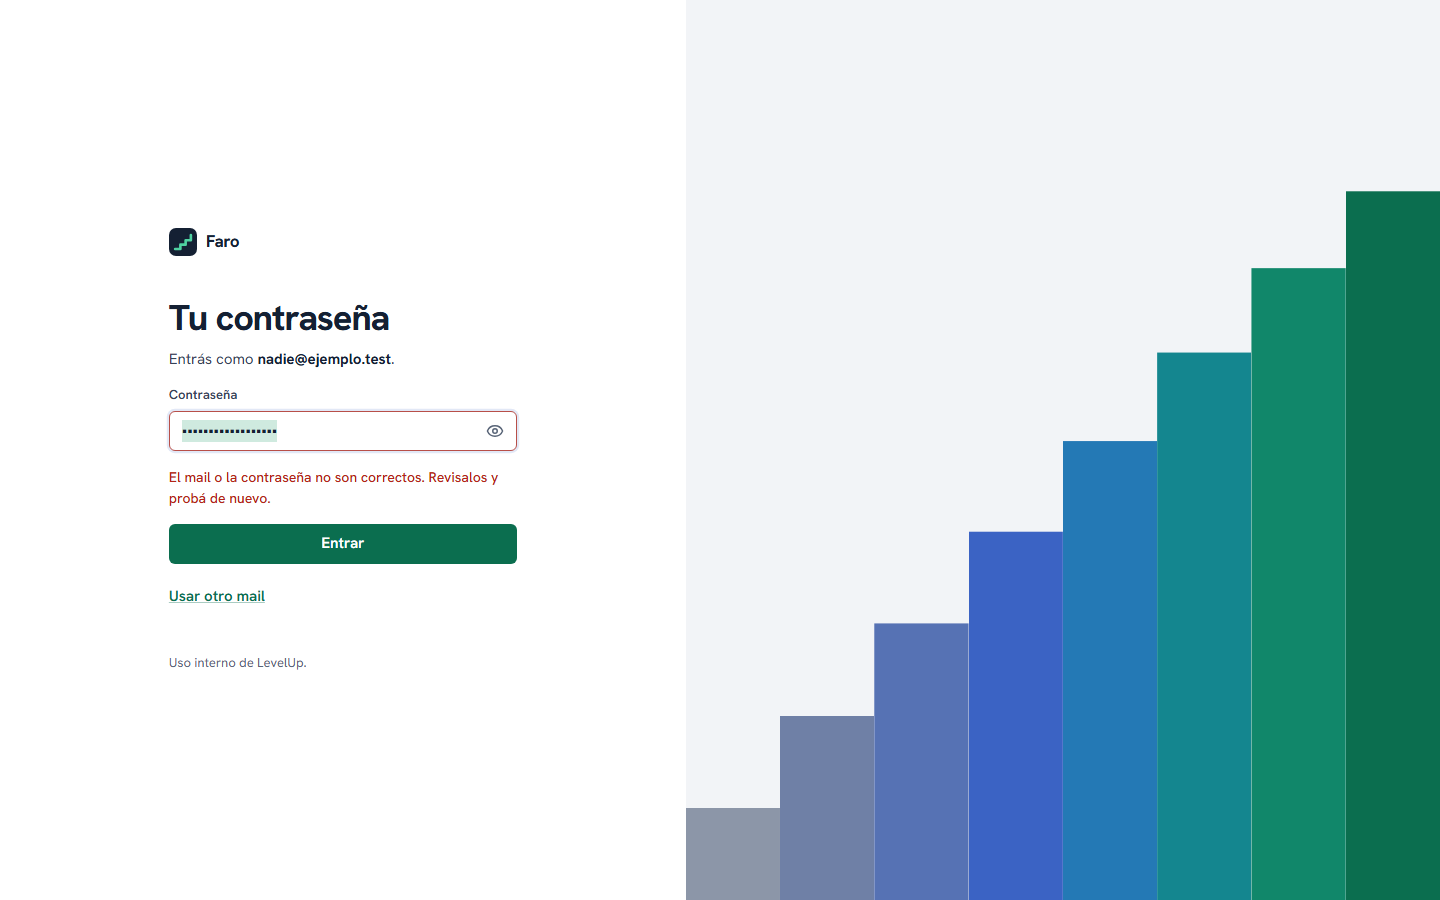 Faro
Tu contraseña
Entrás como nadie@ejemplo.test.
Contraseña
•••••••••••••••••
El mail o la contraseña no son correctos. Revisalos y
probá de nuevo.
Entrar
Usar otro mail
Uso interno de LevelUp.